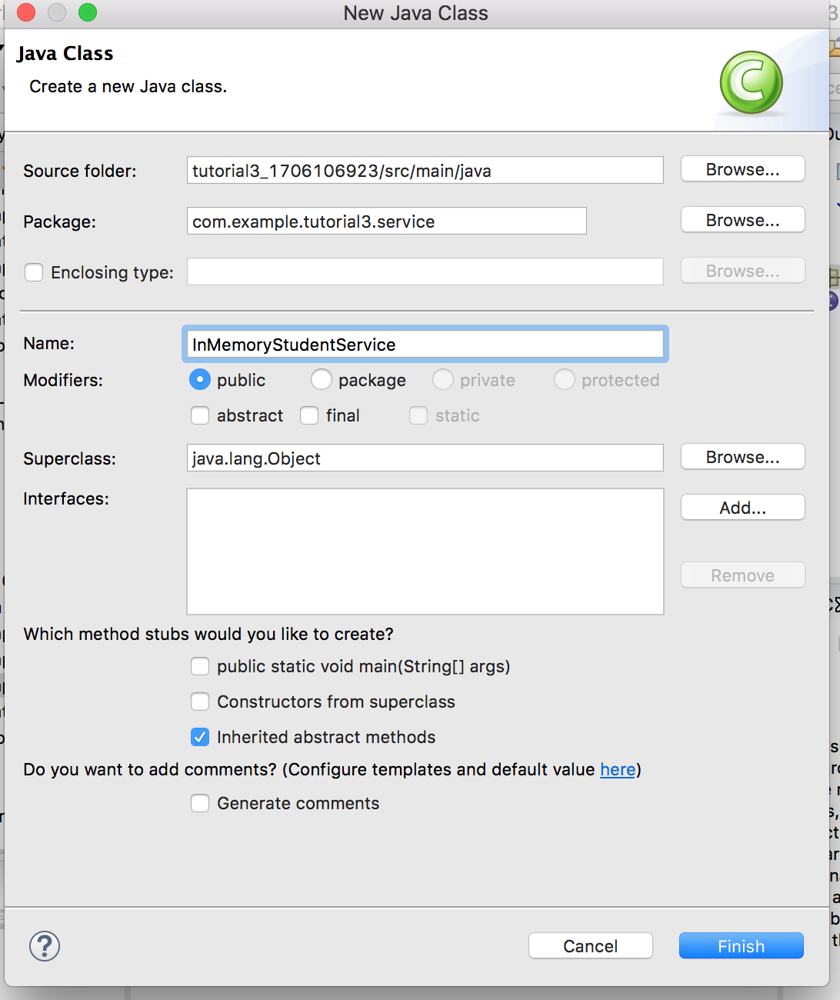 New Java Class
Java Class
Create a new Java class.
C
Source folder: tutorial3_1706106923/src/main/java Browse...
Package: com.example.tutorial3.service Browse...
Enclosing type: Browse...
Name: InMemoryStudentService
Modifiers: public package private protected
abstract final static
Superclass: java.lang.Object Browse...
Interfaces: Add...
Remove
Which method stubs would you like to create?
public static void main(String[] args)
Constructors from superclass
Inherited abstract methods
Do you want to add comments? (Configure templates and default value here)
Generate comments
? Cancel Finish